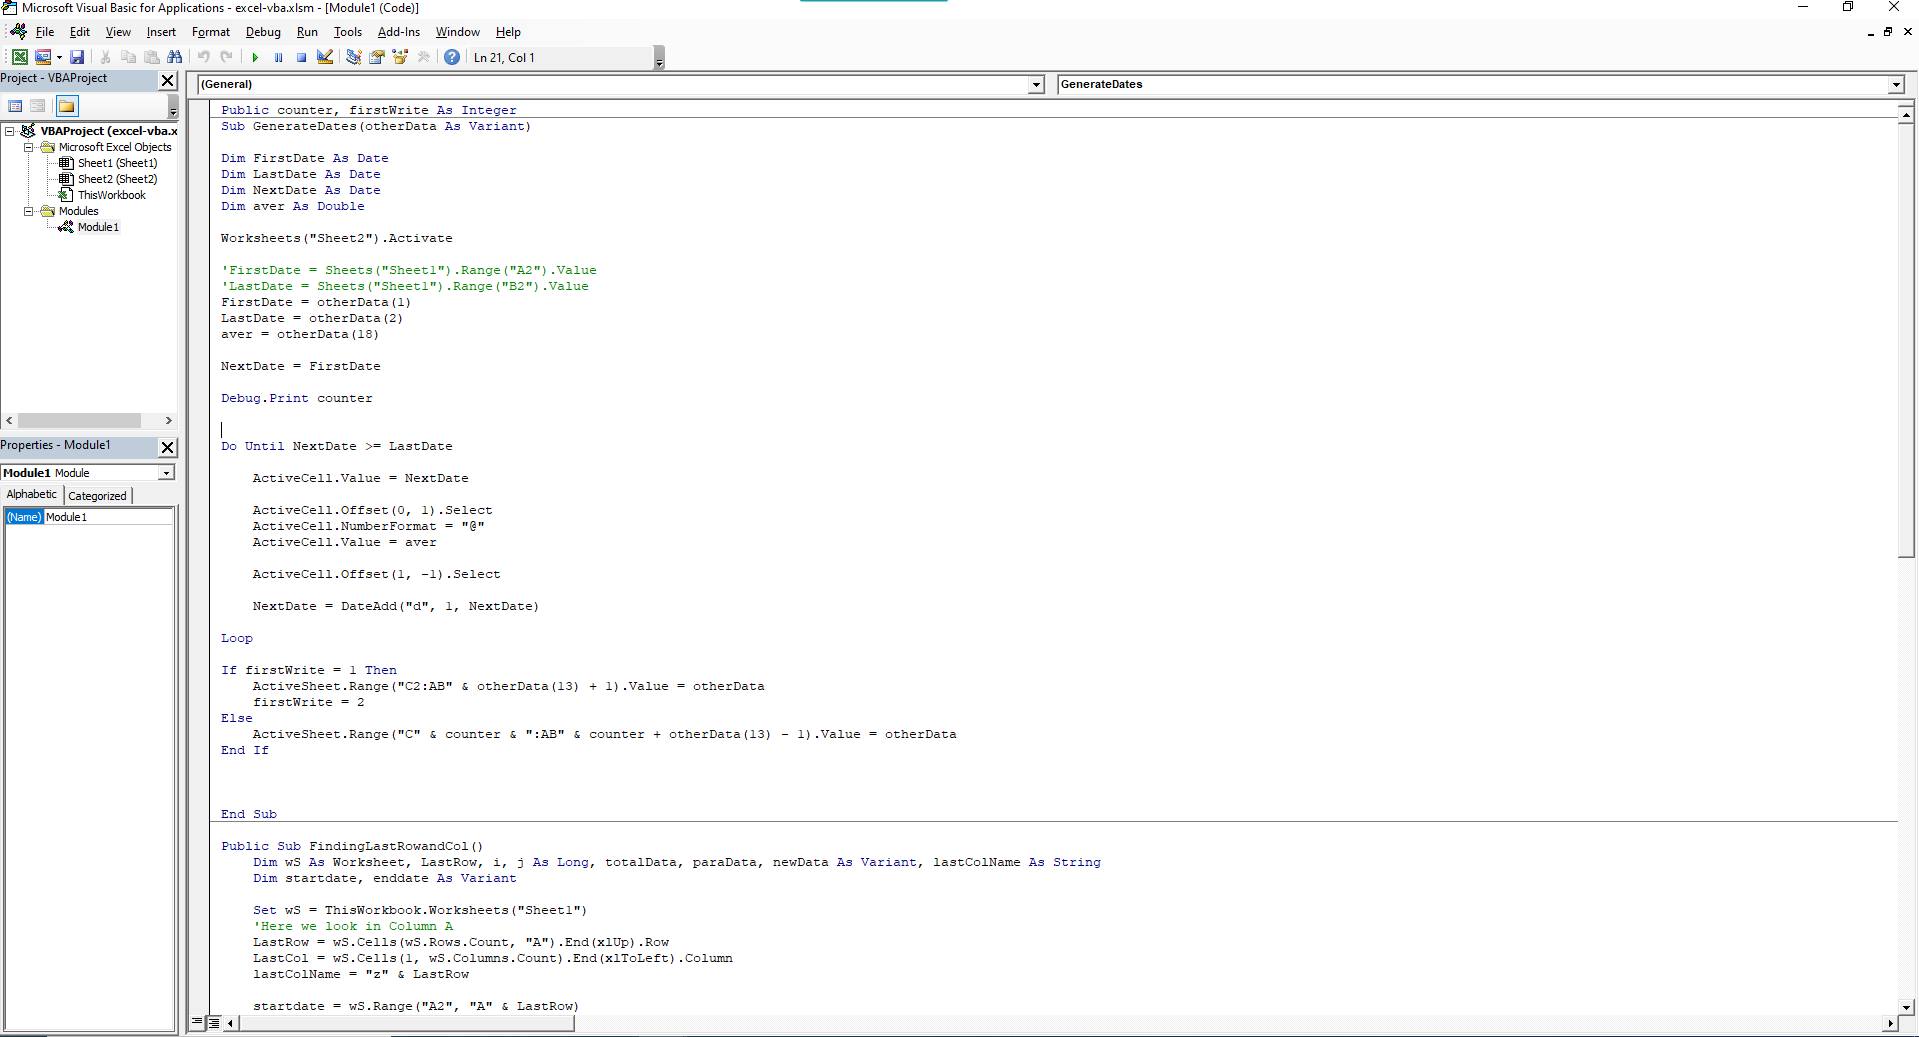 Microsoft Visual Basic for Applications - excel-vba.xlsm - [Module1 (Code)]
File Edit View Insert Format Debug Run Tools Add-Ins Window Help
Ln 21, Col 1
Project - VBAProject
VBAProject (excel-vba.x
Microsoft Excel Objects
Sheet1 (Sheet1)
Sheet2 (Sheet2)
ThisWorkbook
Modules
Module1
Properties - Module1
Module1 Module
Alphabetic Categorized
(Name) Module1
(General) GenerateDates
Public counter, firstWrite As Integer
Sub GenerateDates(otherData As Variant)
Dim FirstDate As Date
Dim LastDate As Date
Dim NextDate As Date
Dim aver As Double
Worksheets("Sheet2").Activate
'FirstDate = Sheets("Sheet1").Range("A2").Value
'LastDate = Sheets("Sheet1").Range("B2").Value
FirstDate = otherData(1)
LastDate = otherData(2)
aver = otherData(18)
NextDate = FirstDate
Debug.Print counter
Do Until NextDate >= LastDate
ActiveCell.Value = NextDate
ActiveCell.Offset(0, 1).Select
ActiveCell.NumberFormat = "@"
ActiveCell.Value = aver
ActiveCell.Offset(1, -1).Select
NextDate = DateAdd("d", 1, NextDate)
Loop
If firstWrite = 1 Then
ActiveSheet.Range("C2:AB" & otherData(13) + 1).Value = otherData
firstWrite = 2
Else
ActiveSheet.Range("C" & counter & ":AB" & counter + otherData(13) - 1).Value = otherData
End If
End Sub
Public Sub FindingLastRowandCol()
Dim wS As Worksheet, LastRow, i, j As Long, totalData, paraData, newData As Variant, lastColName As String
Dim startdate, enddate As Variant
Set wS = ThisWorkbook.Worksheets("Sheet1")
'Here we look in Column A
LastRow = wS.Cells(wS.Rows.Count, "A").End(xlUp).Row
LastCol = wS.Cells(1, wS.Columns.Count).End(xlToLeft).Column
lastColName = "z" & LastRow
startdate = wS.Range("A2", "A" & LastRow)